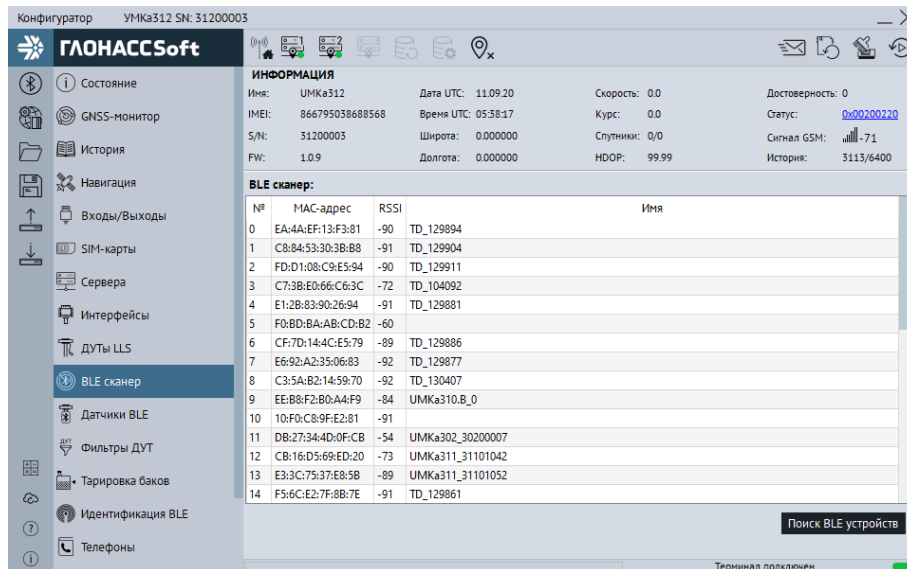 Конфигуратор УМКа312 SN: 31200003
ГЛОНАССSoft
Состояние
GNSS-монитор
История
Навигация
Входы/Выходы
SIM-карты
Сервера
Интерфейсы
ДУТы LLS
BLE сканер
Датчики BLE
Фильтры ДУТ
Тарировка баков
Идентификация BLE
Телефоны
ИНФОРМАЦИЯ
Имя: УМКа312 Дата UTC: 11.09.20 Скорость: 0.0 Достоверность: 0
IMEI: 866795038688568 Время UTC: 05:38:17 Курс: 0.0 Статус: 0x00200220
S/N: 31200003 Широта: 0.000000 Спутники: 0/0 Сигнал GSM: -71
FW: 1.0.9 Долгота: 0.000000 HDOP: 99.99 История: 3113/6400
BLE сканер:
№ MAC-адрес RSSI Имя
0 EA:4A:EF:13:F3:81 -90 TD_129894
1 C8:84:53:30:3B:B8 -91 TD_129904
2 FD:D1:08:C9:E5:94 -90 TD_129911
3 C7:3B:E0:66:C6:3C -72 TD_104092
4 E1:2B:83:90:26:94 -91 TD_129881
5 F0:BD:BA:AB:CD:B2 -60
6 CF:7D:14:4C:E5:79 -89 TD_129886
7 E6:92:A2:35:06:83 -92 TD_129877
8 C3:5A:B2:14:59:70 -92 TD_130407
9 EE:B8:F2:B0:A4:F9 -84 UMKa310.B_0
10 10:F0:C8:9F:E2:81 -91
11 DB:27:34:4D:0F:CB -54 UMKa302_30200007
12 CB:16:D5:69:ED:20 -73 UMKa311_31101042
13 E3:3C:75:37:E8:5B -89 UMKa311_31101052
14 F5:6C:E2:7F:8B:7E -91 TD_129861
Поиск BLE устройств
Терминал подключен